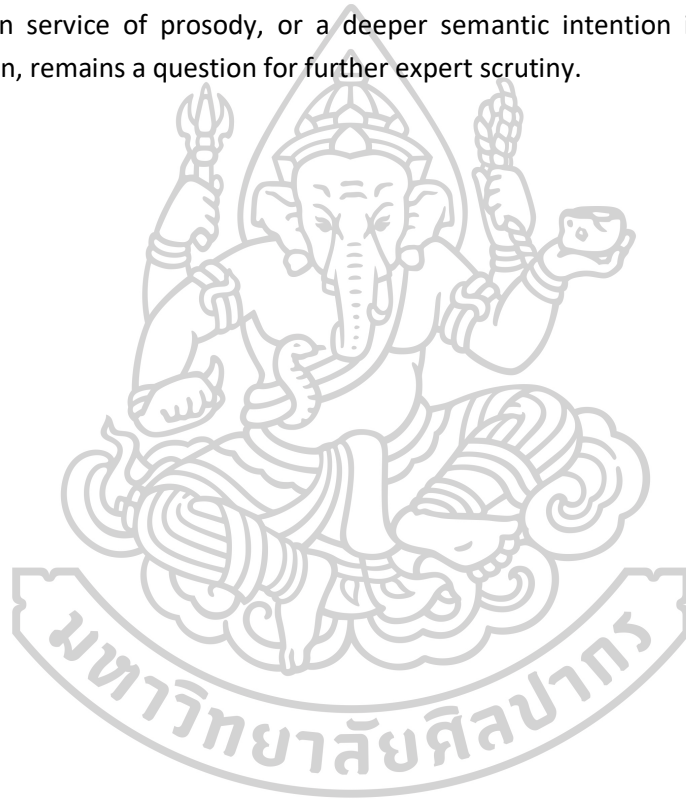 n service of prosody, or a deeper semantic intention
n, remains a question for further expert scrutiny.
มหาวิทยาลัยศิลปากร